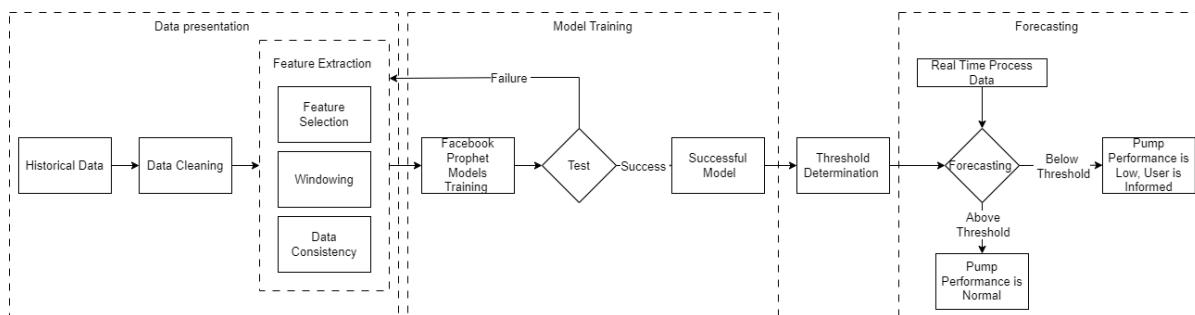 Data presentation
Model Training
Forecasting
Feature Extraction
Real Time Process
Data
Failure
Feature
Selection
Historical Data
Data Cleaning
Windowing
Facebook
Prophet
Models
Training
Test
Success
Successful
Model
Threshold
Determination
Forecasting
Below
Threshold
Pump
Performance is
Low, User is
Informed
Above
Threshold
Data
Consistency
Pump
Performance is
Normal